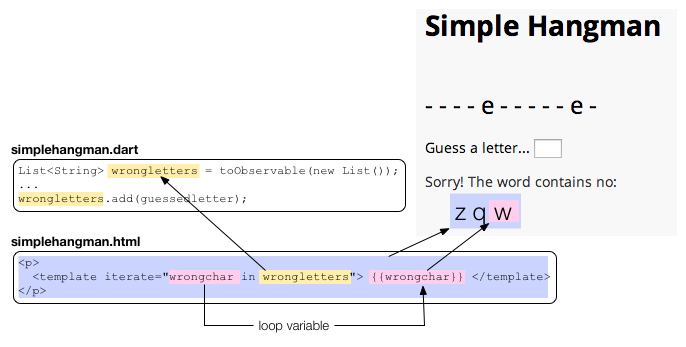 Simple Hangman
- - - - e - - - - - e -
Guess a letter...
Sorry! The word contains no:
z q w
simplehangman.dart
List<String> wrongletters = toObservable(new List());
...
wrongletters.add(guessedletter);
simplehangman.html
<p>
<template iterate="wrongchar in wrongletters"> {{wrongchar}} </template>
</p>
loop variable